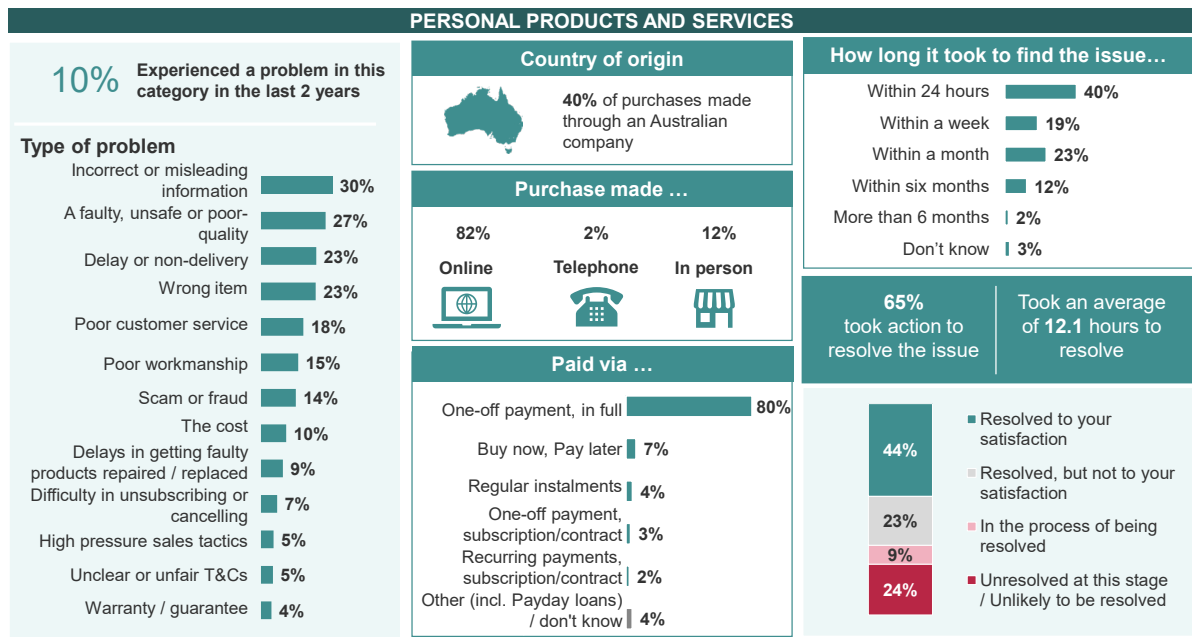 PERSONAL PRODUCTS AND SERVICES
10%
Experienced a problem in this
category in the last 2 years
Type of problem
Incorrect or misleading
information
30%
A faulty, unsafe or poor-
quality
27%
Delay or non-delivery
23%
Wrong item
23%
Poor customer service
18%
Poor workmanship
15%
Scam or fraud
14%
The cost
10%
Delays in getting faulty
products repaired / replaced
9%
Difficulty in unsubscribing or
cancelling
7%
High pressure sales tactics
5%
Unclear or unfair T&Cs
5%
Warranty / guarantee
4%
Country of origin
40% of purchases made
through an Australian
company
Purchase made ...
82%
2%
12%
Online
Telephone
In person
Paid via ...
One-off payment, in full
80%
Buy now, Pay later
7%
Regular instalments
4%
One-off payment,
subscription/contract
3%
Recurring payments,
subscription/contract
2%
Other (incl. Payday loans)
/ don't know
4%
How long it took to find the issue...
Within 24 hours
40%
Within a week
19%
Within a month
23%
Within six months
12%
More than 6 months
2%
Don't know
3%
65%
took action to
resolve the issue
Took an average
of 12.1 hours to
resolve
44%
23%
9%
24%
Resolved to your
satisfaction
Resolved, but not to your
satisfaction
In the process of being
resolved
Unresolved at this stage
/ Unlikely to be resolved